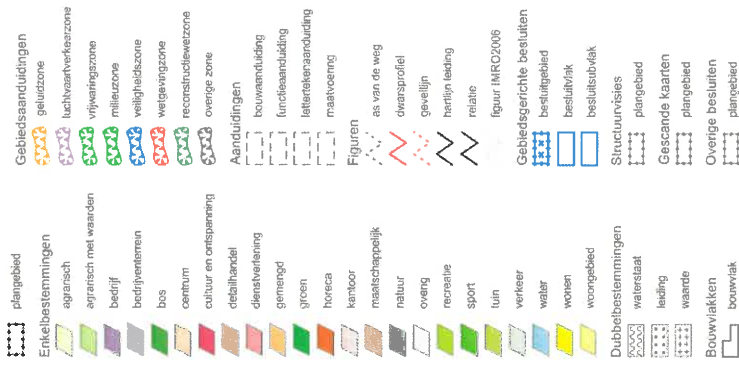 plangebied
Enkelbestemmingen
agrarisch
agrarisch met waarden
bedrijf
bedrijventerrein
bos
centrum
cultuur en ontspanning
detailhandel
dienstverlening
gemengd
groen
horeca
kantoor
maatschappelijk
natuur
overig
recreatie
sport
tuin
verkeer
water
wonen
woongebied
Dubbelbestemmingen
waterstaat
leiding
waarde
Bouwvlakken
bouwvlak
Gebiedsaanduidingen
geluidzone
luchtvaartverkeerzone
vrijwaringszone
milieuzone
veiligheidszone
wetgevingzone
reconstructiewetzone
overige zone
Aanduidingen
bouwaanduiding
functieaanduiding
lettertekenaanduiding
maatvoering
Figuren
as van de weg
dwarsprofiel
gevellijn
hartlijn leiding
relatie
figuur IMRO2006
Gebiedsgerichte besluiten
besluitgebied
besluitvlak
besluitsubvlak
Structuurvisies
plangebied
Gescande kaarten
plangebied
Overige besluiten
plangebied